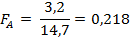 F_A = 3,2/14,7 = 0,218